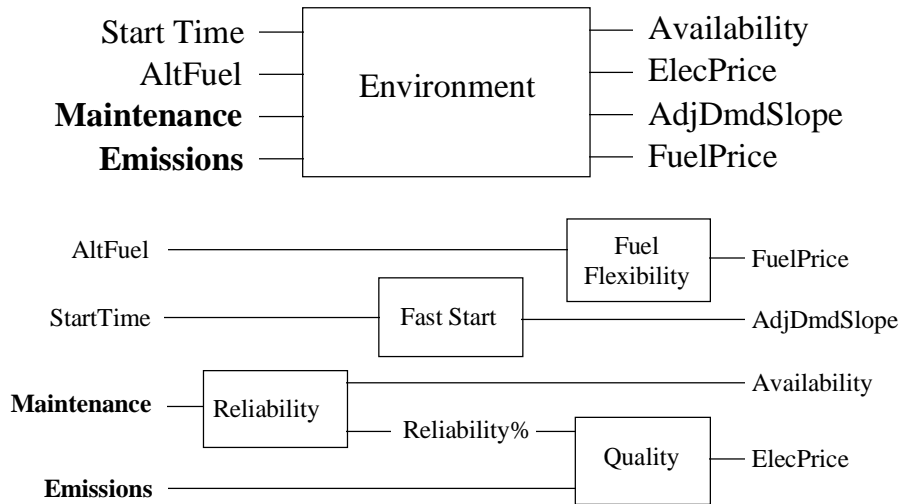 Start Time
AltFuel
Maintenance
Emissions
Environment
Availability
ElecPrice
AdjDmdSlope
FuelPrice
AltFuel
Fuel
Flexibility
FuelPrice
StartTime
Fast Start
AdjDmdSlope
Maintenance
Reliability
Availability
Reliability%
Quality
ElecPrice
Emissions